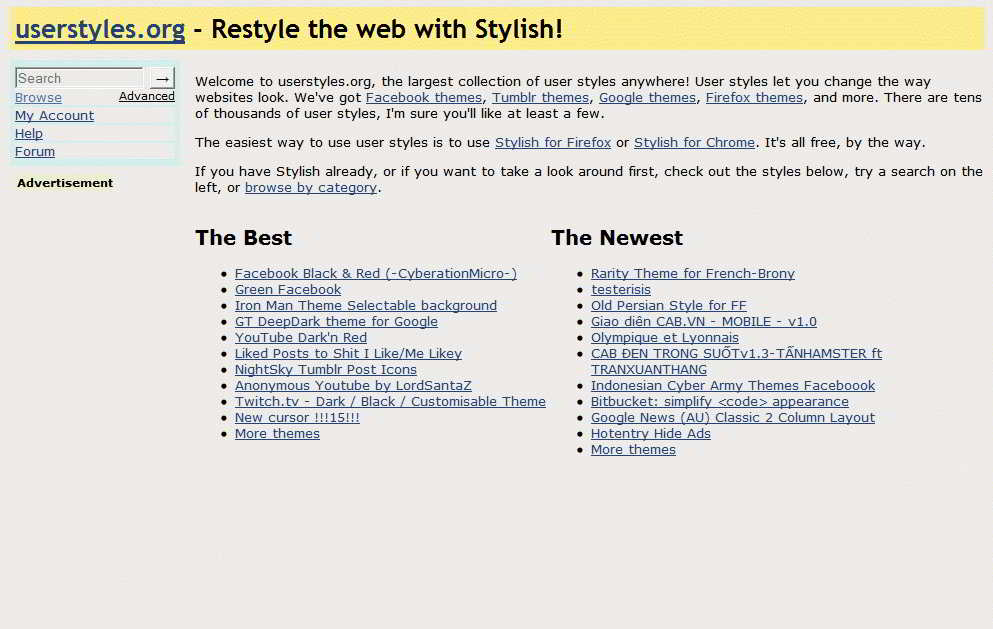 userstyles.org - Restyle the web with Stylish!
Search →
Browse Advanced
My Account
Help
Forum
Advertisement
Welcome to userstyles.org, the largest collection of user styles anywhere! User styles let you change the way
websites look. We've got Facebook themes, Tumblr themes, Google themes, Firefox themes, and more. There are tens
of thousands of user styles, I'm sure you'll like at least a few.
The easiest way to use user styles is to use Stylish for Firefox or Stylish for Chrome. It's all free, by the way.
If you have Stylish already, or if you want to take a look around first, check out the styles below, try a search on the
left, or browse by category.
The Best
Facebook Black & Red (-CyberationMicro-)
Green Facebook
Iron Man Theme Selectable background
GT DeepDark theme for Google
YouTube Dark'n Red
Liked Posts to Shit I Like/Me Likey
NightSky Tumblr Post Icons
Anonymous Youtube by LordSantaZ
Twitch.tv - Dark / Black / Customisable Theme
New cursor !!!15!!!
More themes
The Newest
Rarity Theme for French-Brony
testerisis
Old Persian Style for FF
Giao diên CAB.VN - MOBILE - v1.0
Olympique et Lyonnais
CAB ĐEN TRONG SUỐTv1.3-TẤNHAMSTER ft
TRANXUANTHANG
Indonesian Cyber Army Themes Faceboook
Bitbucket: simplify <code> appearance
Google News (AU) Classic 2 Column Layout
Hotentry Hide Ads
More themes